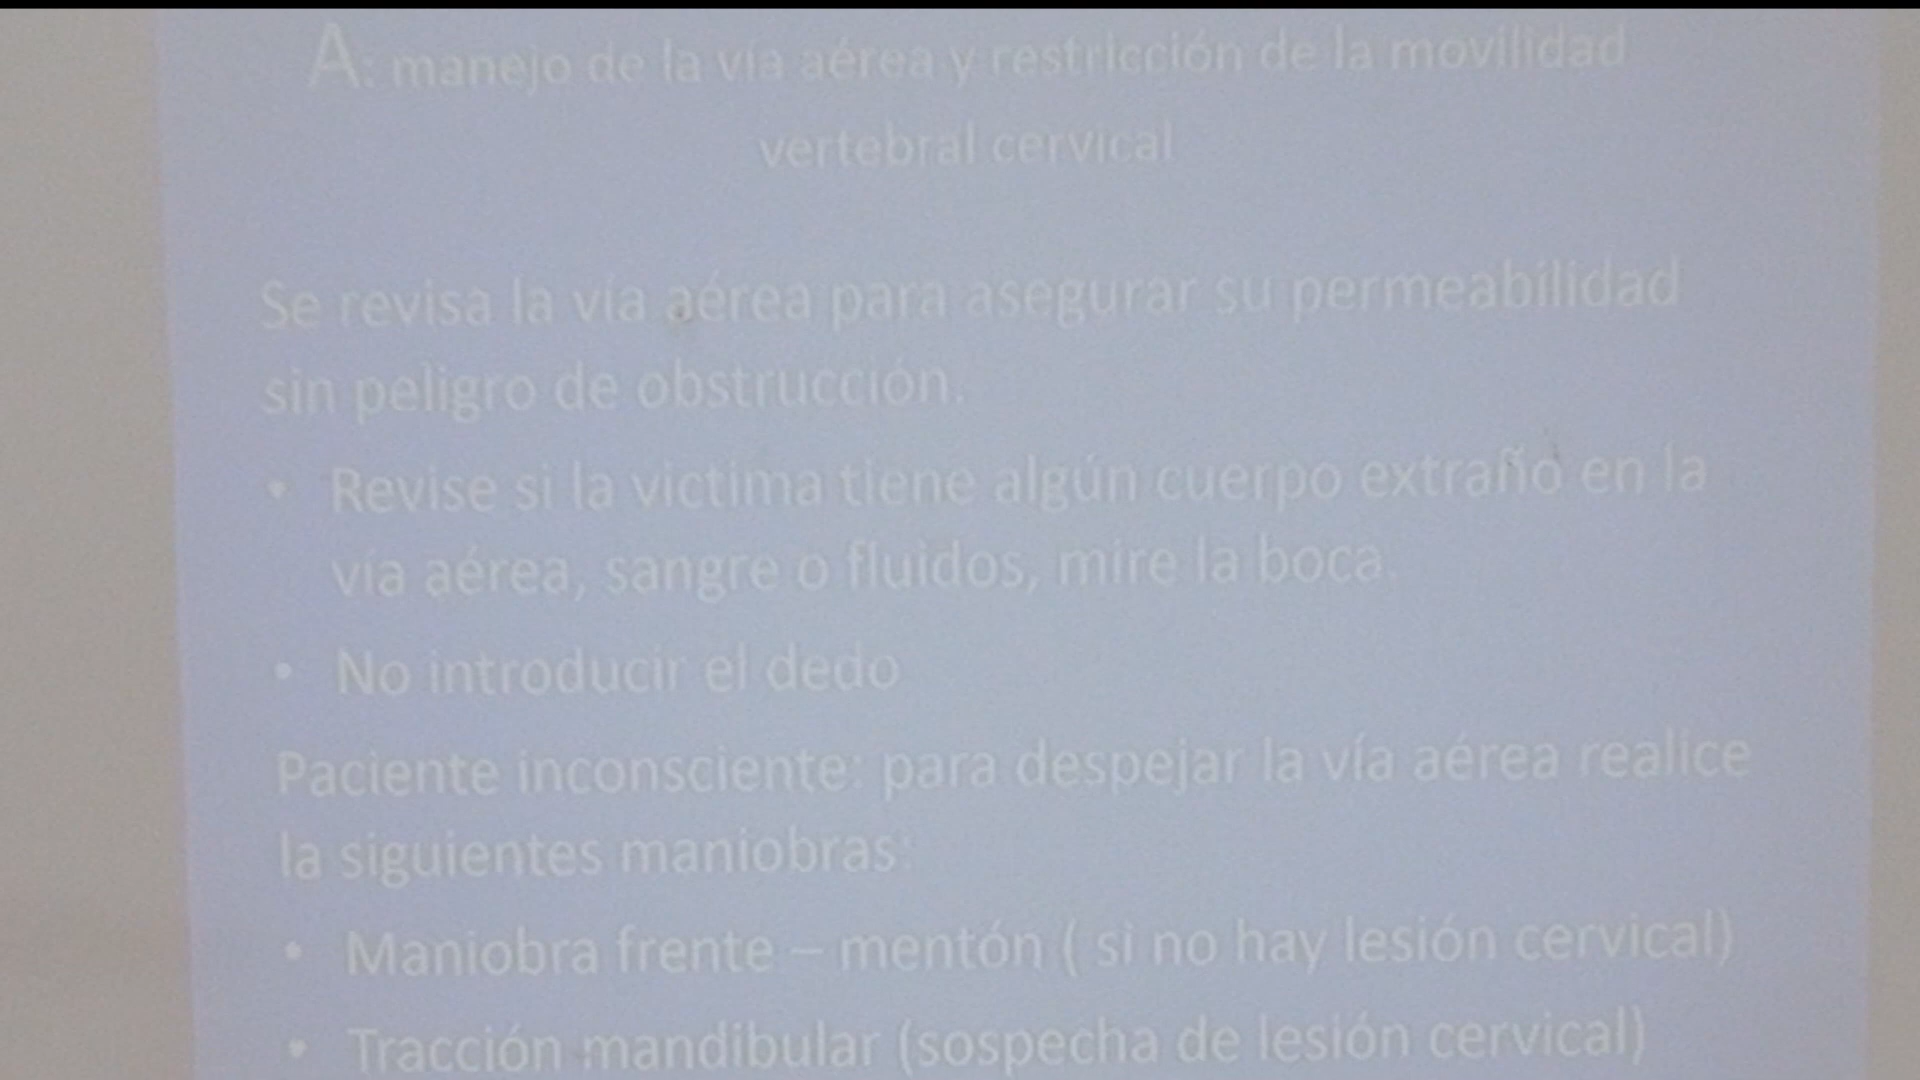 A: manejo de la vía aérea y restricción de la movilidad
vertebral cervical
Se revisa la vía aérea para asegurar su permeabilidad
sin peligro de obstrucción.
• Revise si la victima tiene algún cuerpo extraño en la
vía aérea, sangre o fluidos, mire la boca.
• No introducir el dedo
Paciente inconsciente: para despejar la vía aérea realice
la siguientes maniobras:
• Maniobra frente – mentón ( si no hay lesión cervical)
• Tracción mandibular (sospecha de lesión cervical)